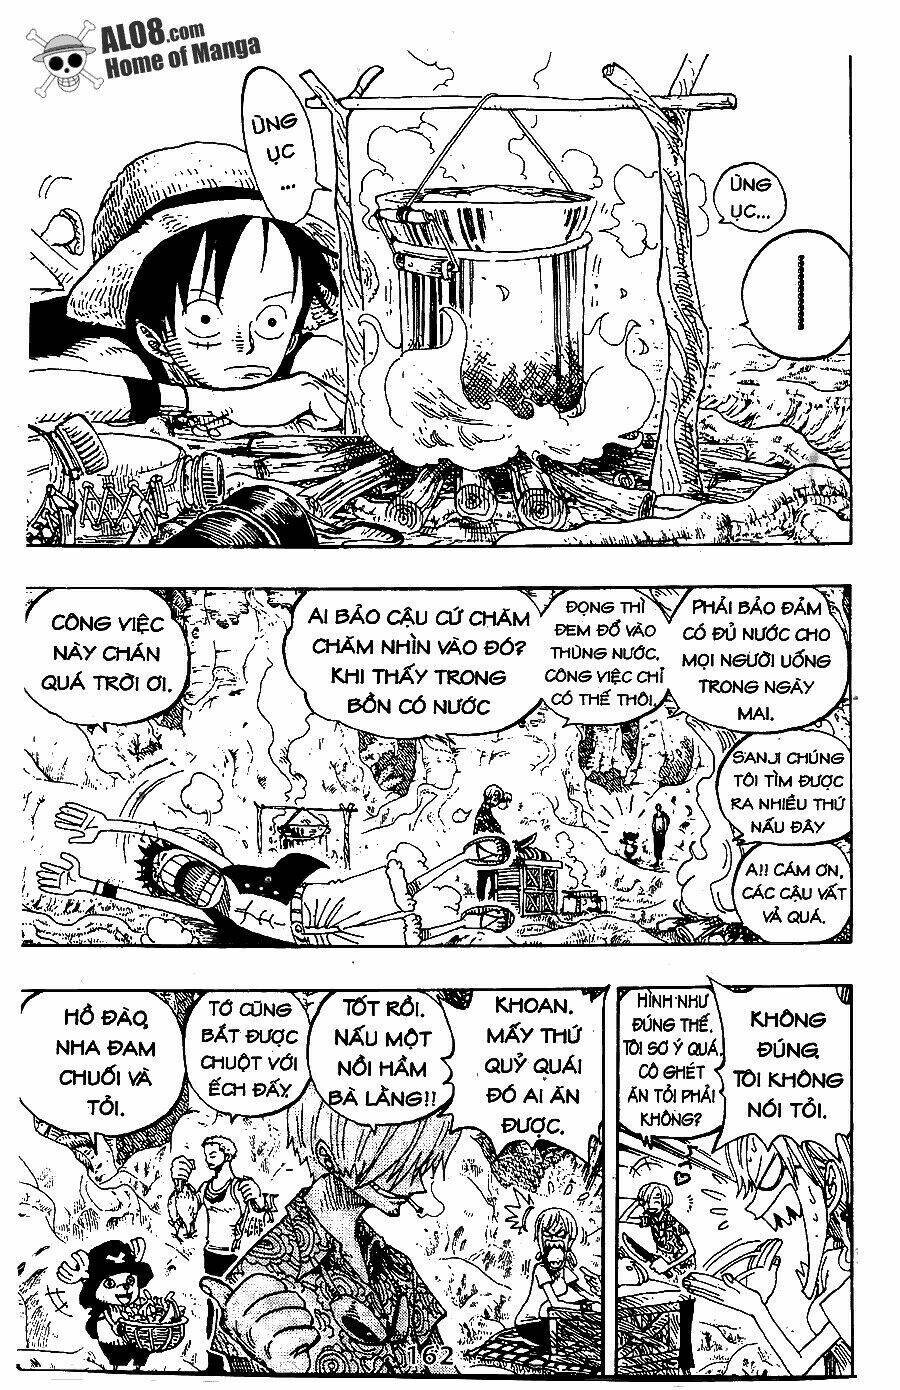 ALO8.com
Home of Manga
ÙNG
ỤC
...
ÙNG
ỤC...
CÔNG VIỆC
NÀY CHÁN
QUÁ TRỜI ƠI.
AI BẢO CẬU CỨ CHĂM
CHĂM NHÌN VÀO ĐÓ?
KHI THẤY TRONG
BỒN CÓ NƯỚC
ĐỌNG THÌ
ĐEM ĐỔ VÀO
THÙNG NƯỚC.
CÔNG VIỆC CHỈ
CÓ THẾ THÔI.
PHẢI BẢO ĐẢM
CÓ ĐỦ NƯỚC CHO
MỌI NGƯỜI UỐNG
TRONG NGÀY
MAI.
SANJI CHÚNG
TÔI TÌM ĐƯỢC
RA NHIỀU THỨ
NẤU ĐÂY
A!! CÁM ƠN,
CÁC CẬU VẤT
VẢ QUÁ.
HỒ ĐÀO,
NHA ĐAM
CHUỐI VÀ
TỎI.
TỚ CŨNG
BẮT ĐƯỢC
CHUỘT VỚI
ẾCH ĐẤY.
TỐT RỒI.
NẤU MỘT
NỒI HẦM
BÀ LẰNG!!
KHOAN.
MẤY THỨ
QUỶ QUÁI
ĐÓ AI ĂN
ĐƯỢC.
HÌNH NHƯ
ĐÚNG THẾ.
TÔI SƠ Ý QUÁ.
CÔ GHÉT
ĂN TỎI PHẢI
KHÔNG?
KHÔNG
ĐÚNG.
TÔI KHÔNG
NÓI TỎI.
162